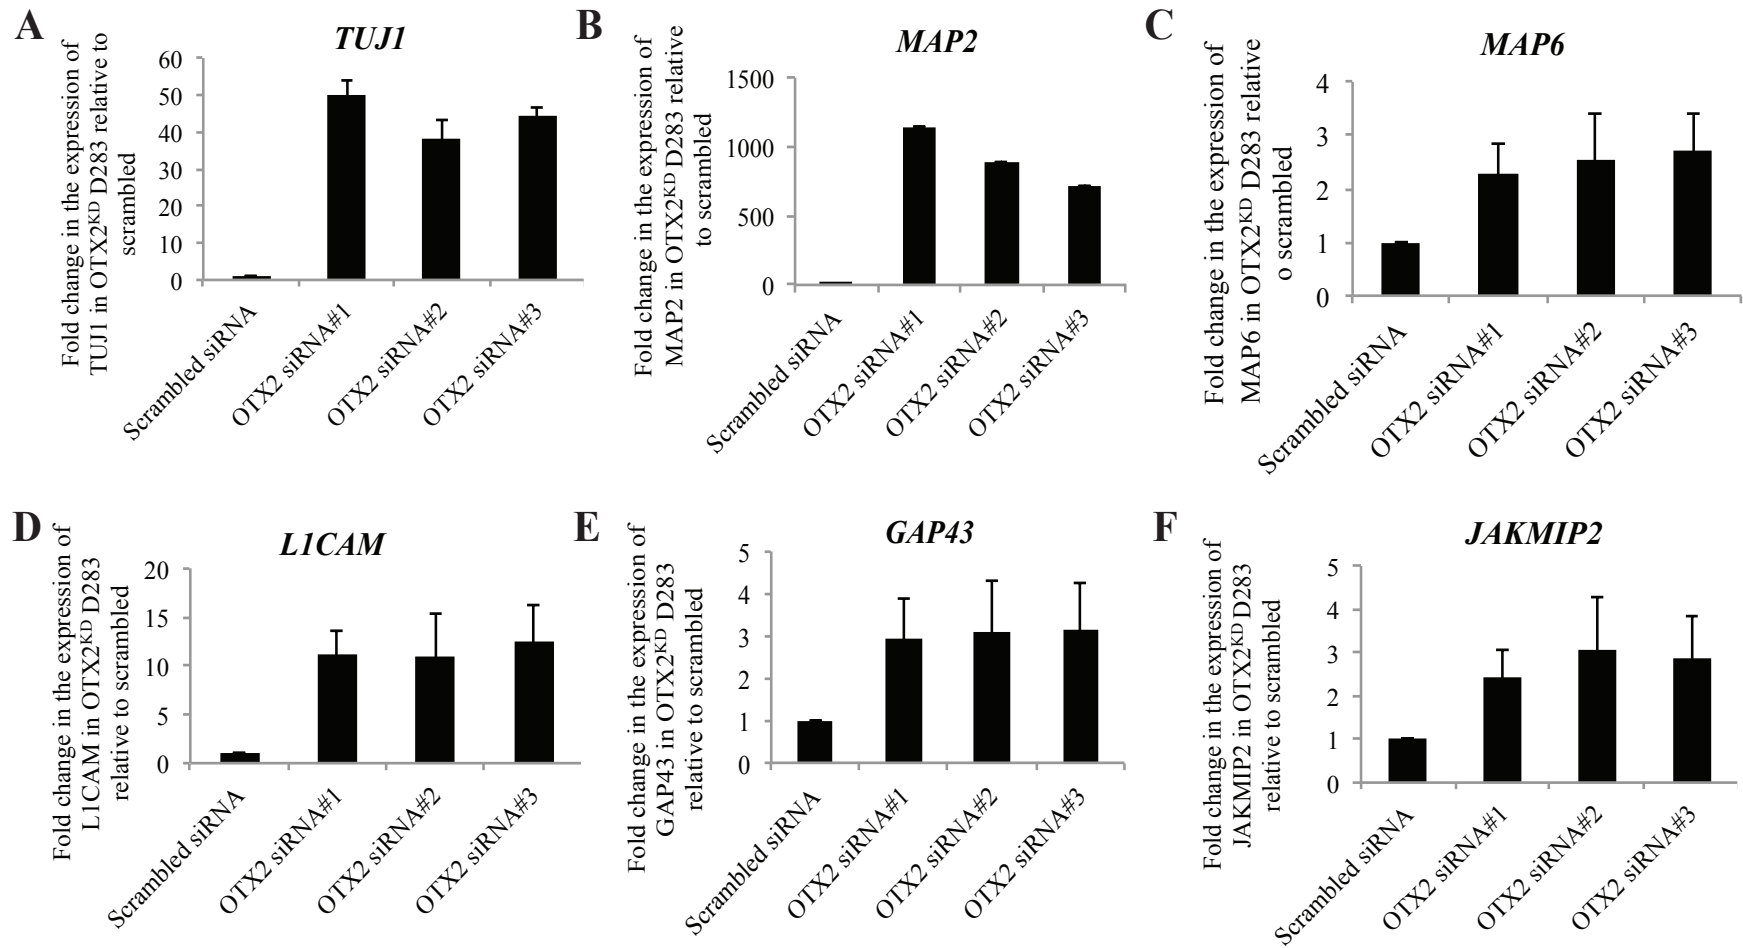 A
TUJ1
Fold change in the expression of
TUJ1 in OTX2KD D283 relative to
scrambled
60
50
40
30
20
10
0
Scrambled siRNA
OTX2 siRNA#1
OTX2 siRNA#2
OTX2 siRNA#3
B
MAP2
Fold change in the expression of
MAP2 in OTX2KD D283 relative
to scrambled
1500
1000
500
0
Scrambled siRNA
OTX2 siRNA#1
OTX2 siRNA#2
OTX2 siRNA#3
C
MAP6
Fold change in the expression of
MAP6 in OTX2KD D283 relative
o scrambled
4
3
2
1
0
Scrambled siRNA
OTX2 siRNA#1
OTX2 siRNA#2
OTX2 siRNA#3
D
L1CAM
Fold change in the expression of
L1CAM in OTX2KD D283
relative to scrambled
20
15
10
5
0
Scrambled siRNA
OTX2 siRNA#1
OTX2 siRNA#2
OTX2 siRNA#3
E
GAP43
Fold change in the expression of
GAP43 in OTX2KD D283
relative to scrambled
5
4
3
2
1
0
Scrambled siRNA
OTX2 siRNA#1
OTX2 siRNA#2
OTX2 siRNA#3
F
JAKMIP2
Fold change in the expression of
JAKMIP2 in OTX2KD D283
relative to scrambled
5
4
3
2
1
0
Scrambled siRNA
OTX2 siRNA#1
OTX2 siRNA#2
OTX2 siRNA#3